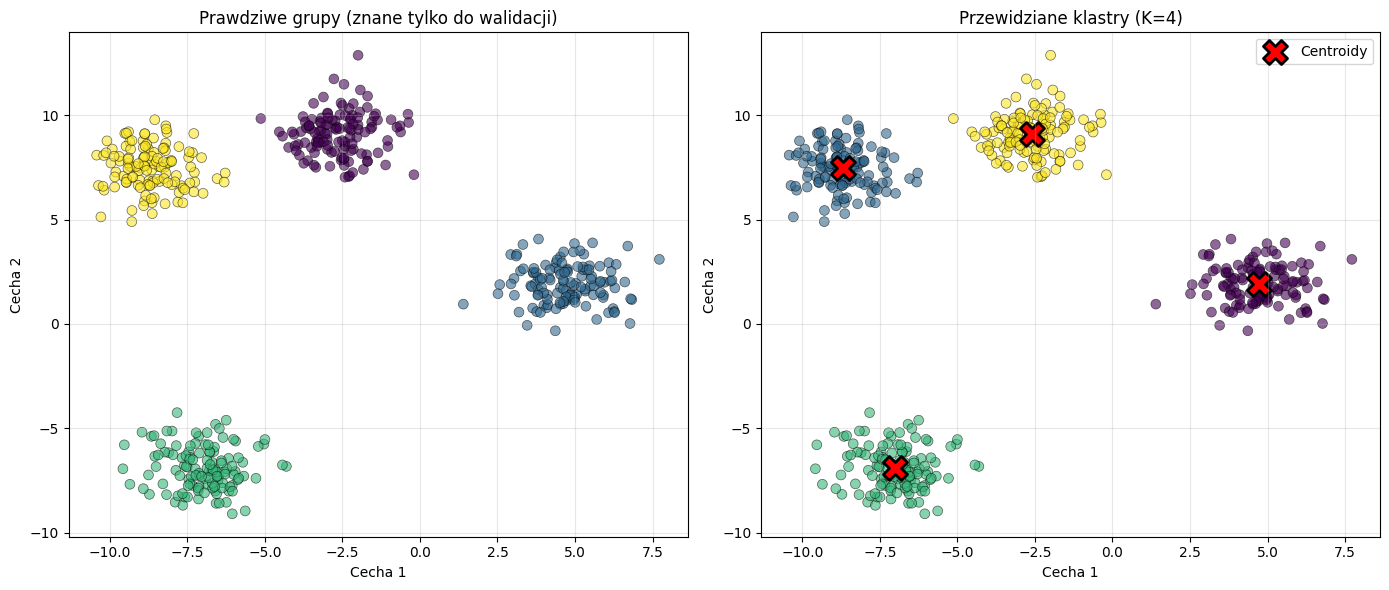 Prawdziwe grupy (znane tylko do walidacji)
Cecha 2
10
5
0
−5
−10
−10.0 −7.5 −5.0 −2.5 0.0 2.5 5.0 7.5
Cecha 1
Przewidziane klastry (K=4)
Centroidy
Cecha 2
10
5
0
−5
−10
−10.0 −7.5 −5.0 −2.5 0.0 2.5 5.0 7.5
Cecha 1